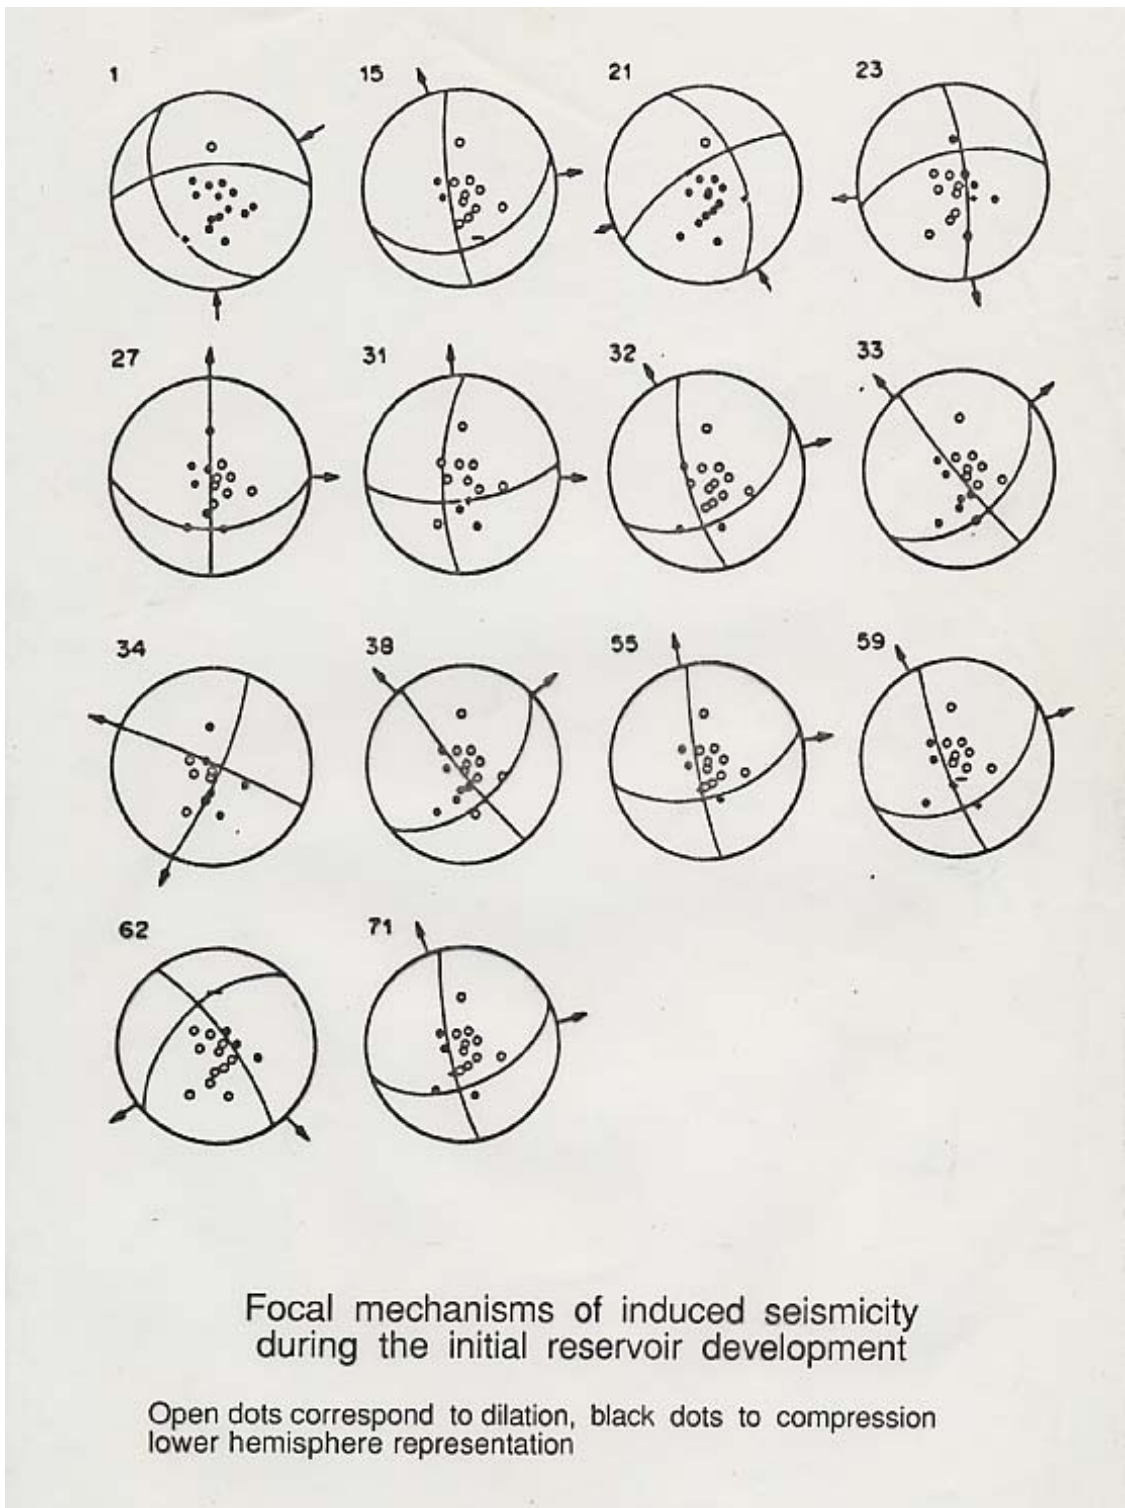 1 15 21 23
27 31 32 33
34 38 55 59
62 71
Focal mechanisms of induced seismicity
during the initial reservoir development
Open dots correspond to dilation, black dots to compression
lower hemisphere representation